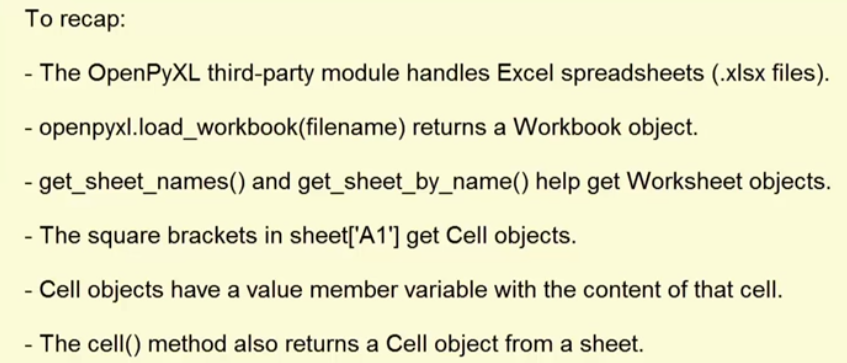 To recap:
- The OpenPyXL third-party module handles Excel spreadsheets (.xlsx files).
- openpyxl.load_workbook(filename) returns a Workbook object.
- get_sheet_names() and get_sheet_by_name() help get Worksheet objects.
- The square brackets in sheet['A1'] get Cell objects.
- Cell objects have a value member variable with the content of that cell.
- The cell() method also returns a Cell object from a sheet.